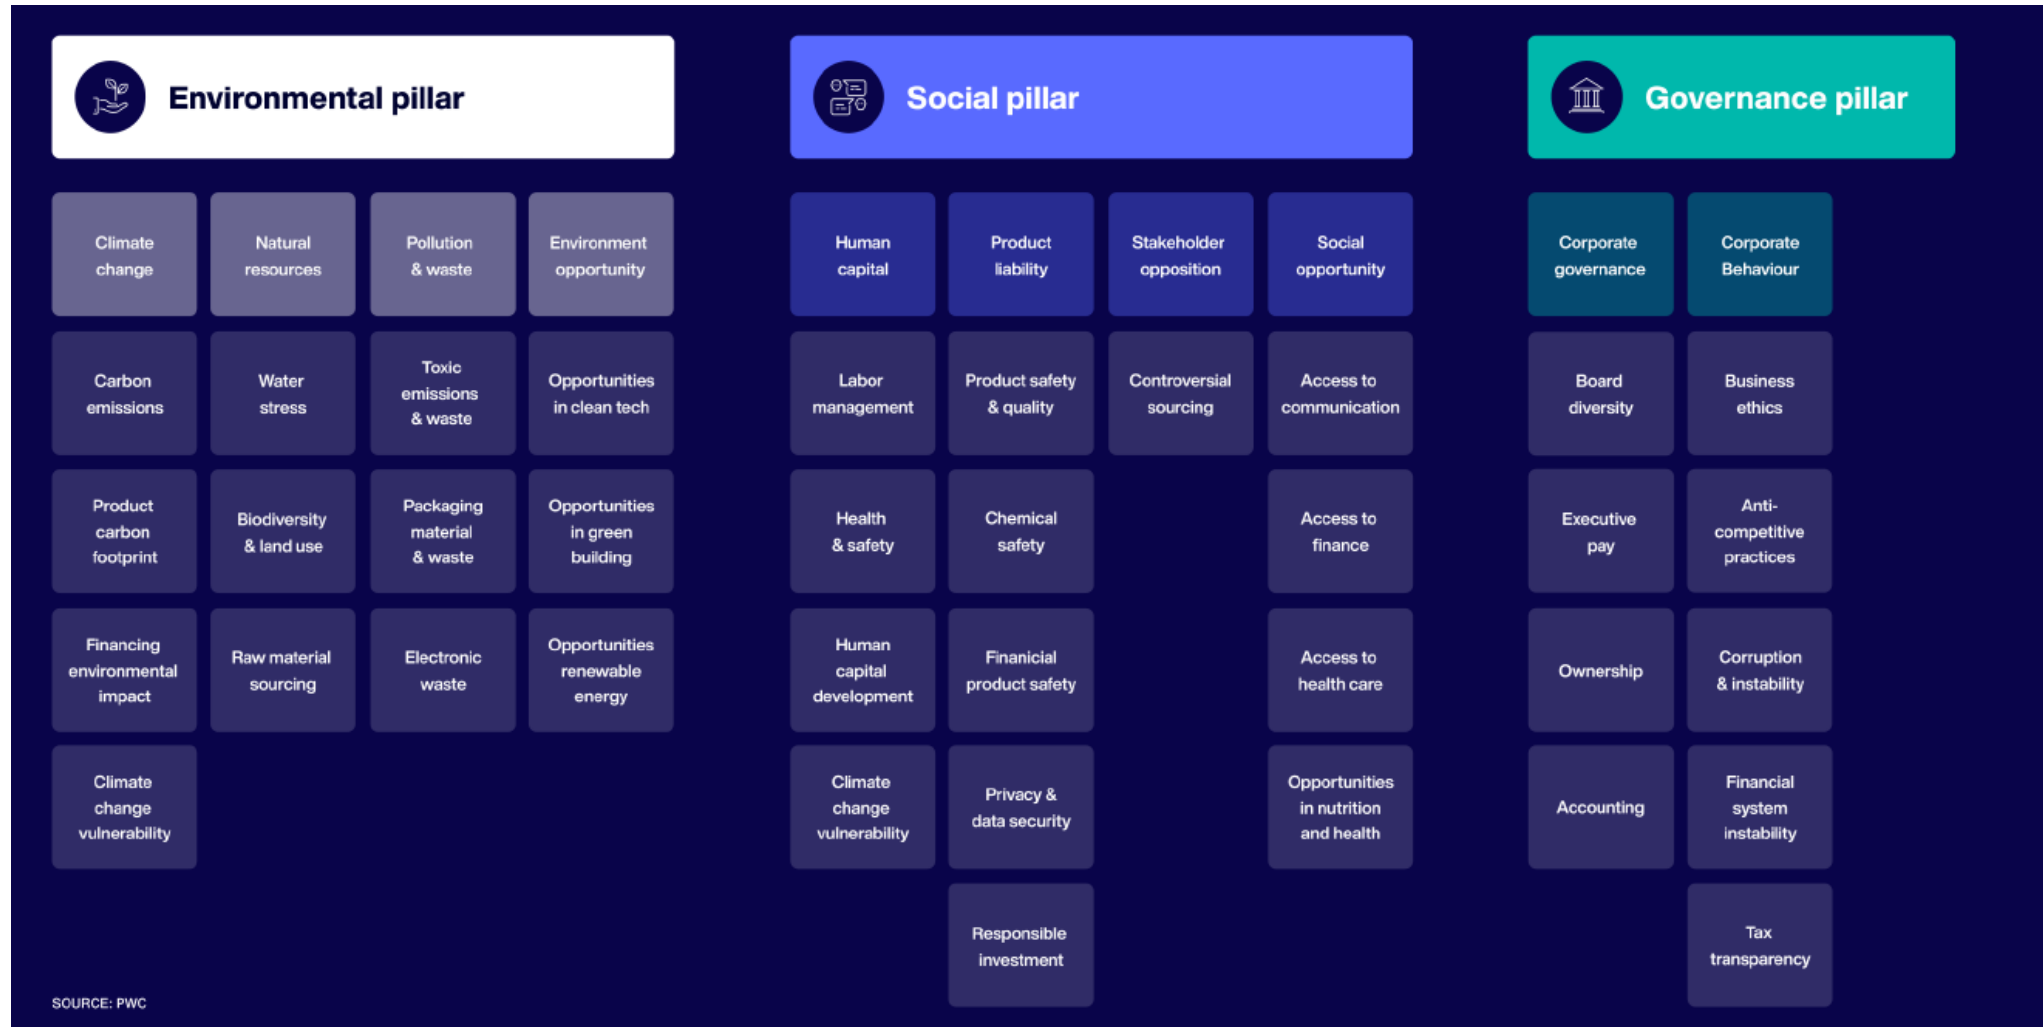 Environmental pillar
Social pillar
Governance pillar
Climate
change
Natural
resources
Pollution
& waste
Environment
opportunity
Human
capital
Product
liability
Stakeholder
opposition
Social
opportunity
Corporate
governance
Corporate
Behaviour
Carbon
emissions
Water
stress
Toxic
emissions
& waste
Opportunities
in clean tech
Labor
management
Product safety
& quality
Controversial
sourcing
Access to
communication
Board
diversity
Business
ethics
Product
carbon
footprint
Biodiversity
& land use
Packaging
material
& waste
Opportunities
in green
building
Health
& safety
Chemical
safety
Access to
finance
Executive
pay
Anti-
competitive
practices
Financing
environmental
impact
Raw material
sourcing
Electronic
waste
Opportunities
renewable
energy
Human
capital
development
Finanicial
product safety
Access to
health care
Ownership
Corruption
& instability
Climate
change
vulnerability
Climate
change
vulnerability
Privacy &
data security
Opportunities
in nutrition
and health
Accounting
Financial
system
instability
Responsible
investment
Tax
transparency
SOURCE: PWC